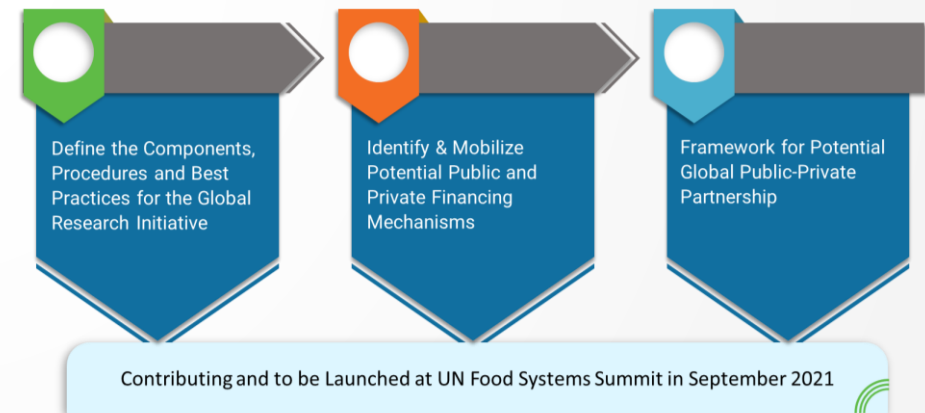 Define the Components,
Procedures and Best
Practices for the Global
Research Initiative
Identify & Mobilize
Potential Public and
Private Financing
Mechanisms
Framework for Potential
Global Public-Private
Partnership
Contributing and to be Launched at UN Food Systems Summit in September 2021